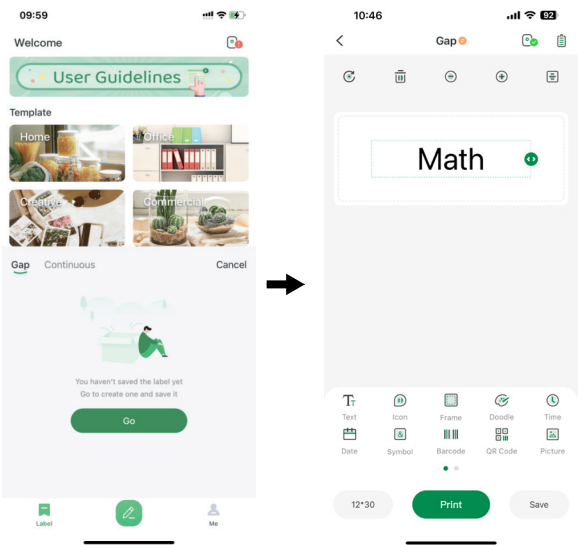 09:59
Welcome
User Guidelines
Template
Home
Office
Creative
Commercial
Gap Continuous Cancel
You haven't saved the label yet
Go to create one and save it
Go
Label
Me
10:46
92
Gap
Math
Text Icon Frame Doodle Time
Date Symbol Barcode QR Code Picture
12*30 Print Save